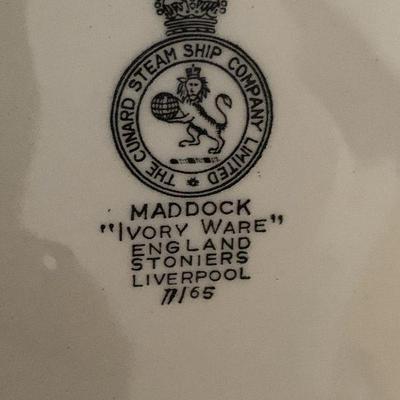 THE CUNARD STEAM SHIP COMPANY LIMITED
MADDOCK
"IVORY WARE"
ENGLAND
STONIERS
LIVERPOOL
11/65